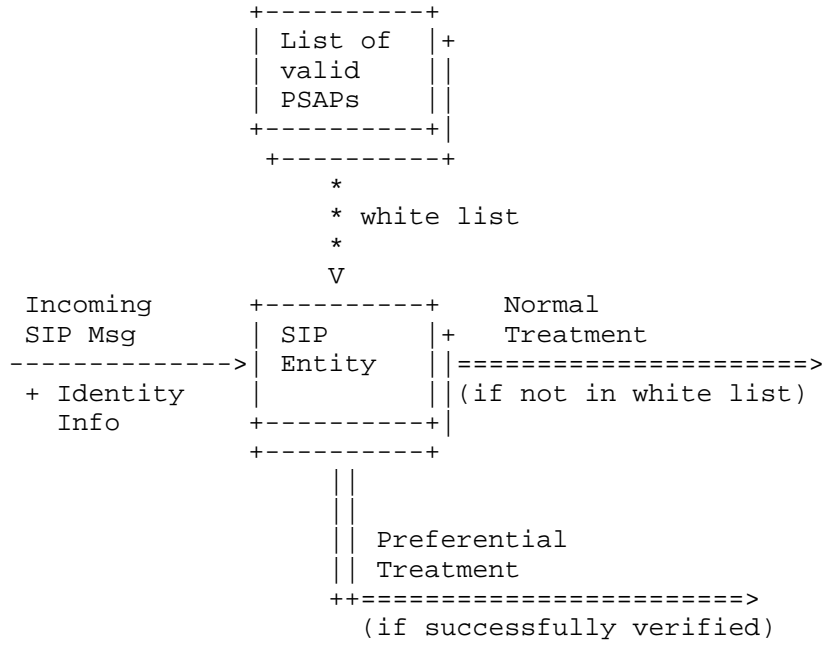 List of
valid
PSAPs
white list
Incoming
SIP Msg
+ Identity
Info
SIP
Entity
Normal
Treatment
(if not in white list)
Preferential
Treatment
(if successfully verified)